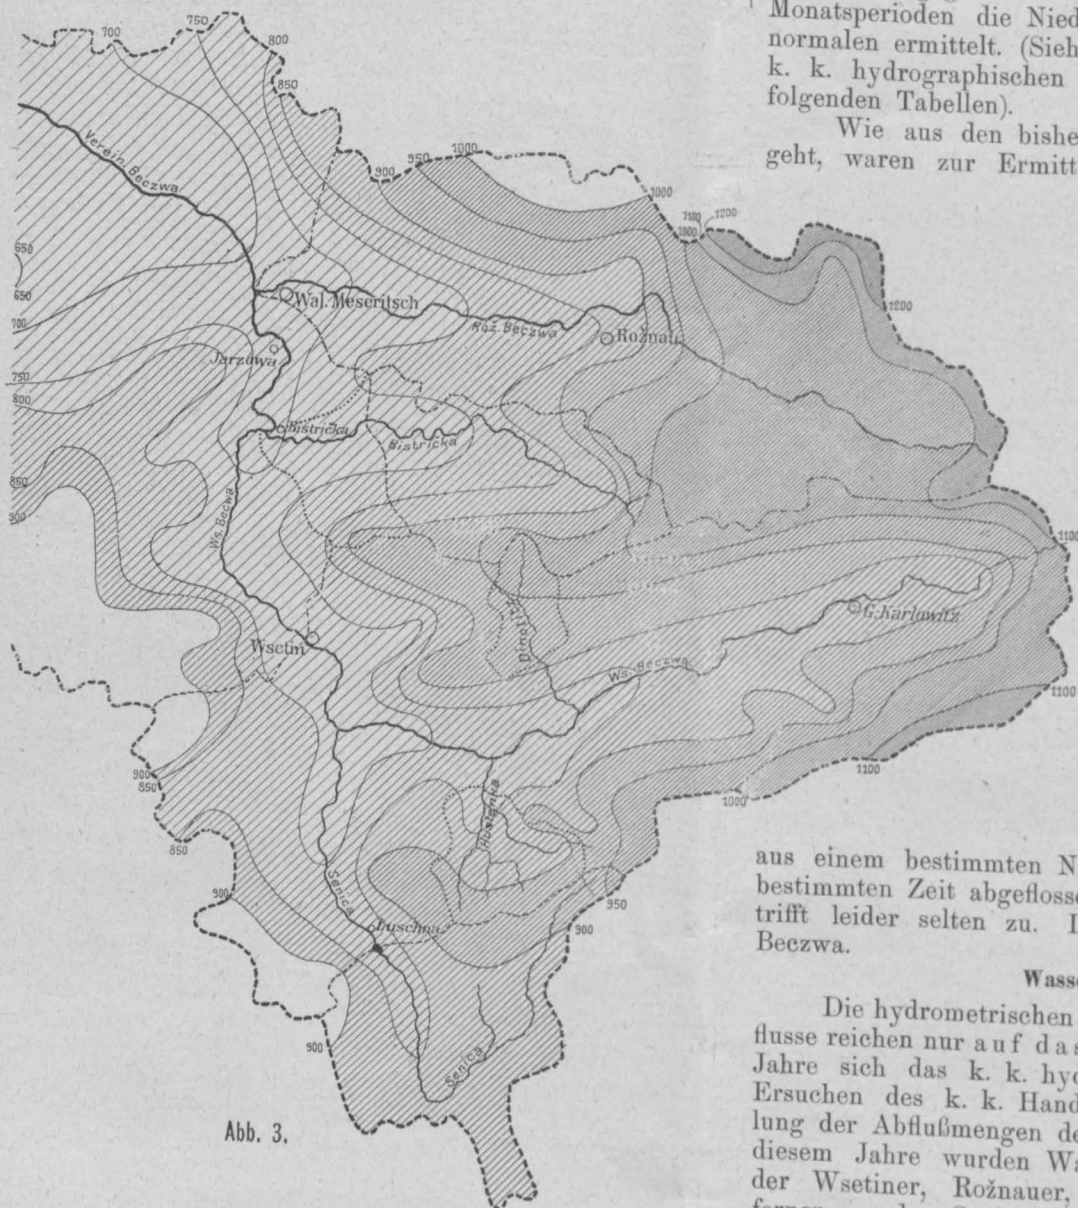 Monatsperioden die Nied
normalen ermittelt. (Sieh
k. k. hydrographischen
folgenden Tabellen).
Wie aus den bishe
geht, waren zur Ermitt
700
750
800
850
900
950
1000
1000
1100
1200
1000
1200
Verein. Beczwa
650
650
700
750
800
850
900
Wal. Meseritsch
Rož. Beczwa
Rožnau
Jarzowa
Bistricka
Bistricka
Ws. Becwa
1100
G. Karlowitz
Wsetin
Dinotiz
Ws. Beczwa
1100
1100
1000
900
850
850
Senica
900
950
900
Luschna
900
Senica
Abb. 3.
aus einem bestimmten N
bestimmten Zeit abgeflosse
trifft leider selten zu. I
Beczwa.
Wasse
Die hydrometrischen
flusse reichen nur auf das
Jahre sich das k. k. hyd
Ersuchen des k. k. Hand
lung der Abflußmengen de
diesem Jahre wurden Wa
der Wsetiner, Rožnauer,